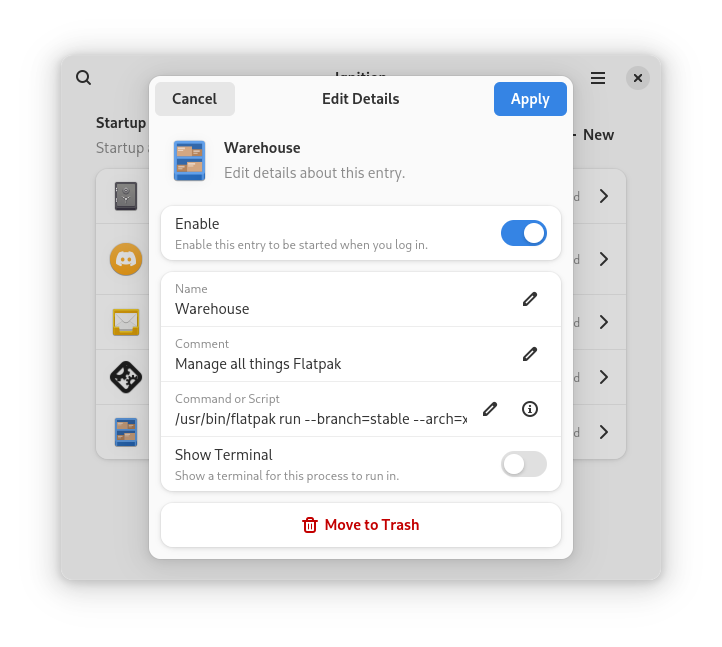 Cancel
Edit Details
Apply
Startup
New
Warehouse
Edit details about this entry.
Enable
Enable this entry to be started when you log in.
Name
Warehouse
Comment
Manage all things Flatpak
Command or Script
/usr/bin/flatpak run --branch=stable --arch=x
Show Terminal
Show a terminal for this process to run in.
Move to Trash